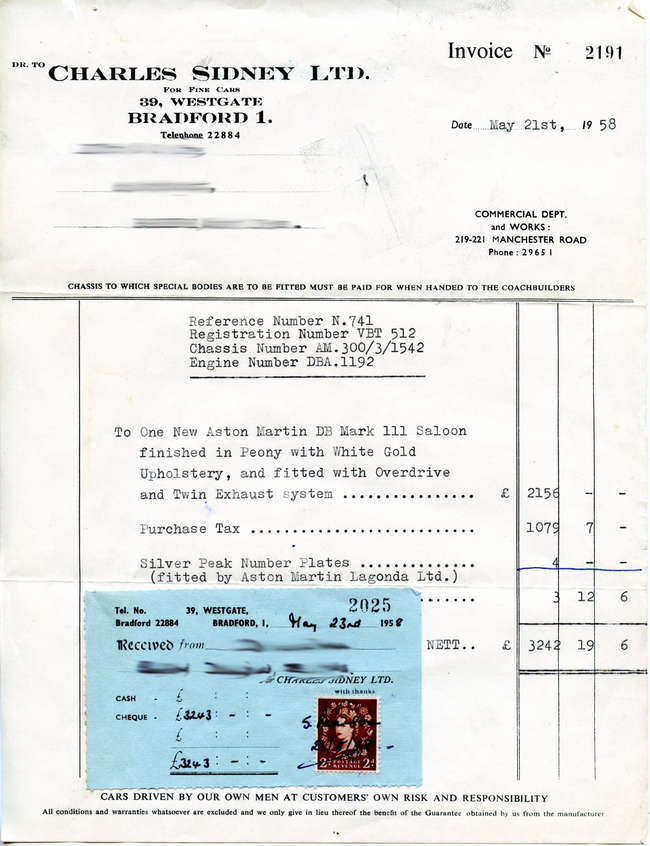 Invoice № 2191
DR. TO CHARLES SIDNEY LTD.
FOR FINE CARS
39, WESTGATE
BRADFORD 1.
Telephone 22884
Date May 21st, 19 58
COMMERCIAL DEPT.
and WORKS:
219-221 MANCHESTER ROAD
Phone: 29651
CHASSIS TO WHICH SPECIAL BODIES ARE TO BE FITTED MUST BE PAID FOR WHEN HANDED TO THE COACHBUILDERS
Reference Number N.741
Registration Number VBT 512
Chassis Number AM.300/3/1542
Engine Number DBA.1192
To One New Aston Martin DB Mark 111 Saloon
finished in Peony with White Gold
Upholstery, and fitted with Overdrive
and Twin Exhaust system ................ £ 2156 - -
Purchase Tax ........................... 1079 7 -
Silver Peak Number Plates .............. 4 - -
(fitted by Aston Martin Lagonda Ltd.)
....... 3 12 6
NETT.. £ 3242 19 6
2025
Tel. No. 39, WESTGATE,
Bradford 22884 BRADFORD, 1, May 23rd 1958
Received from
CHARLES SIDNEY LTD.
with thanks
CASH - £ : :
CHEQUE - £3243 : - : -
£ : :
£3243 : - : -
2d POSTAGE REVENUE 2d
CARS DRIVEN BY OUR OWN MEN AT CUSTOMERS' OWN RISK AND RESPONSIBILITY
All conditions and warranties whatsoever are excluded and we only give in lieu thereof the benefit of the Guarantee obtained by us from the manufacturer